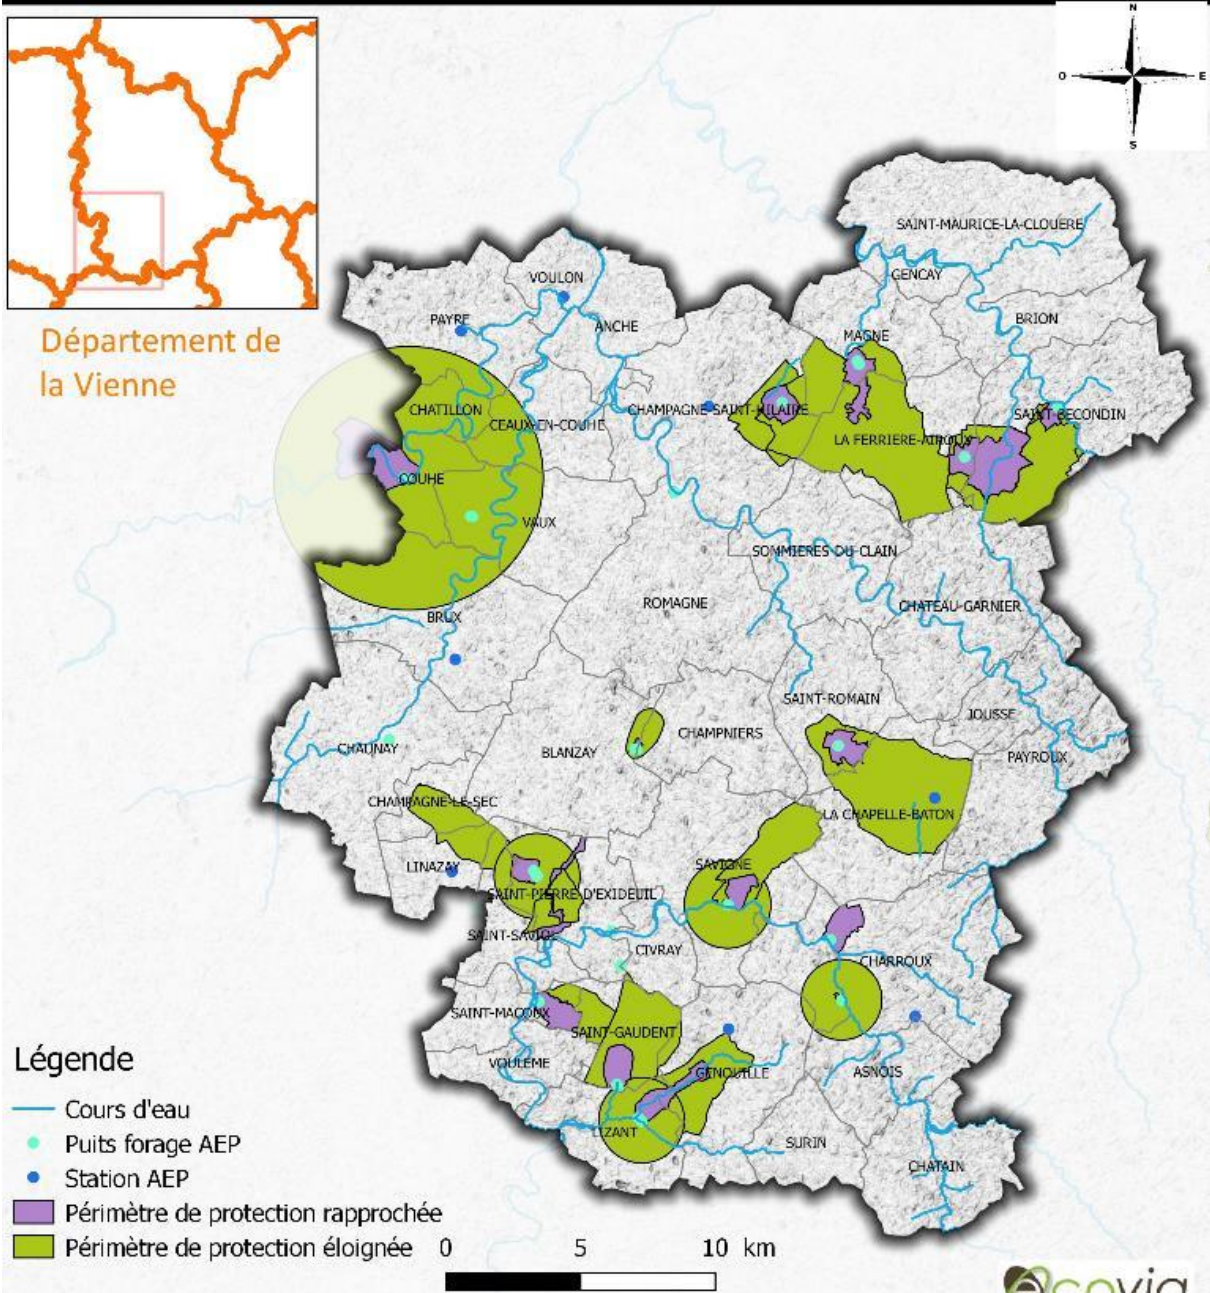 N
O
E
S
Département de
la Vienne
SAINT-MAURICE-LA-CLOUERE
GENCAY
VOULON
PAYRE
ANCHE
BRION
MAGNE
CHATILLON
CEAUX-EN-COUHE
CHAMPAGNE-SAINT-HILAIRE
SAINT-SECONDIN
LA FERRIERE-AIROUX
COUHE
VAUX
SOMMIERES DU CLAIN
ROMAGNE
CHATEAU-GARNIER
BRUX
SAINT-ROMAIN
JOUSSE
CHAUNAY
BLANZAY
CHAMPNIERS
PAYROUX
CHAMPAGNE-LE-SEC
LA CHAPELLE-BATON
LINAZAY
SAVIGNE
SAINT-PIERRE-D'EXIDEUIL
SAINT-SAVIOL
CIVRAY
CHARROUX
SAINT-MACOUX
SAINT-GAUDENT
VOULEME
GENOUILLE
ASNOIS
LIZANT
SURIN
CHATAIN
Légende
Cours d'eau
Puits forage AEP
Station AEP
Périmètre de protection rapprochée
Périmètre de protection éloignée
0 5 10 km
ecovia